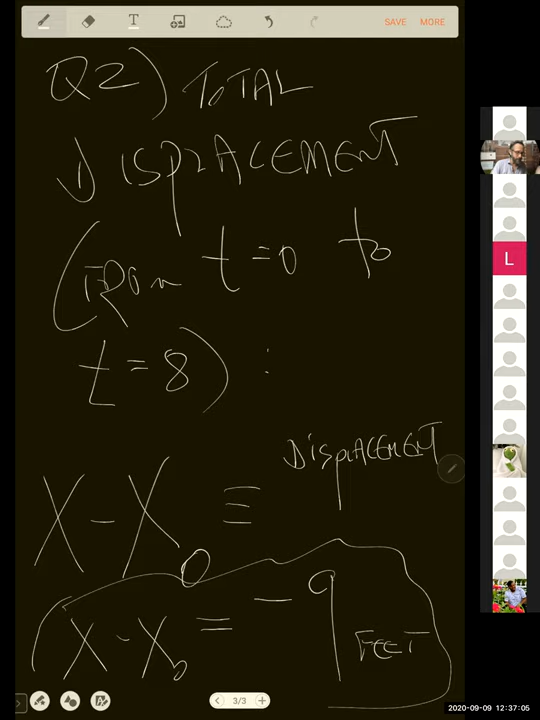 T SAVE MORE
Q2) TOTAL
DISPLACEMENT
(FROM t=0 to
t=8) :
DISPLACEMENT
X-X₀ ≡
X-X₀ = -9 FEET
L
3/3
2020-09-09 12:37:05